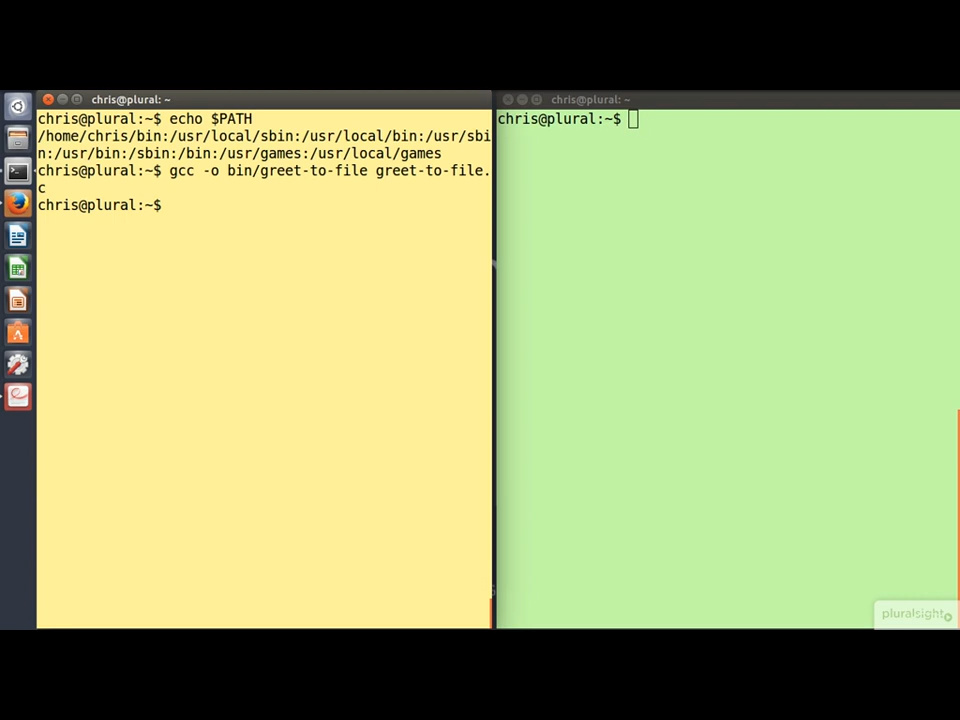 chris@plural: ~
chris@plural:~$ echo $PATH
/home/chris/bin:/usr/local/sbin:/usr/local/bin:/usr/sbi
n:/usr/bin:/sbin:/bin:/usr/games:/usr/local/games
chris@plural:~$ gcc -o bin/greet-to-file greet-to-file.
c
chris@plural:~$
chris@plural: ~
chris@plural:~$
pluralsight